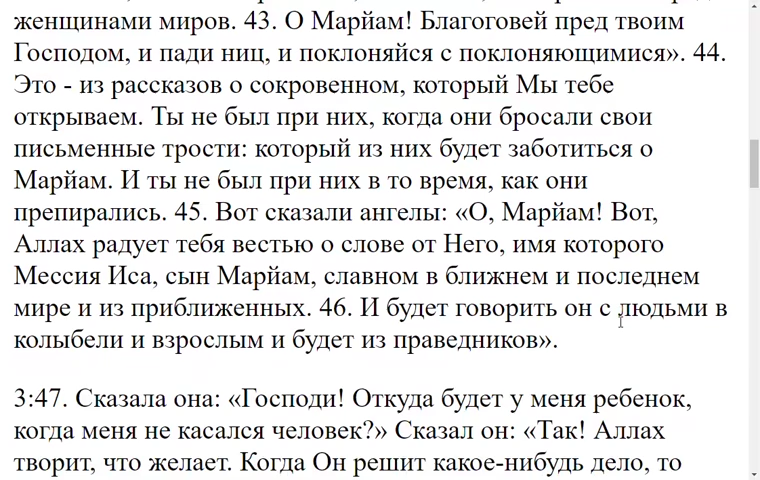 женщинами миров. 43. О Марйам! Благоговей пред твоим
Господом, и пади ниц, и поклоняйся с поклоняющимися». 44.
Это - из рассказов о сокровенном, который Мы тебе
открываем. Ты не был при них, когда они бросали свои
письменные трости: который из них будет заботиться о
Марйам. И ты не был при них в то время, как они
препирались. 45. Вот сказали ангелы: «О, Марйам! Вот,
Аллах радует тебя вестью о слове от Него, имя которого
Мессия Иса, сын Марйам, славном в ближнем и последнем
мире и из приближенных. 46. И будет говорить он с людьми в
колыбели и взрослым и будет из праведников».
3:47. Сказала она: «Господи! Откуда будет у меня ребенок,
когда меня не касался человек?» Сказал он: «Так! Аллах
творит, что желает. Когда Он решит какое-нибудь дело, то